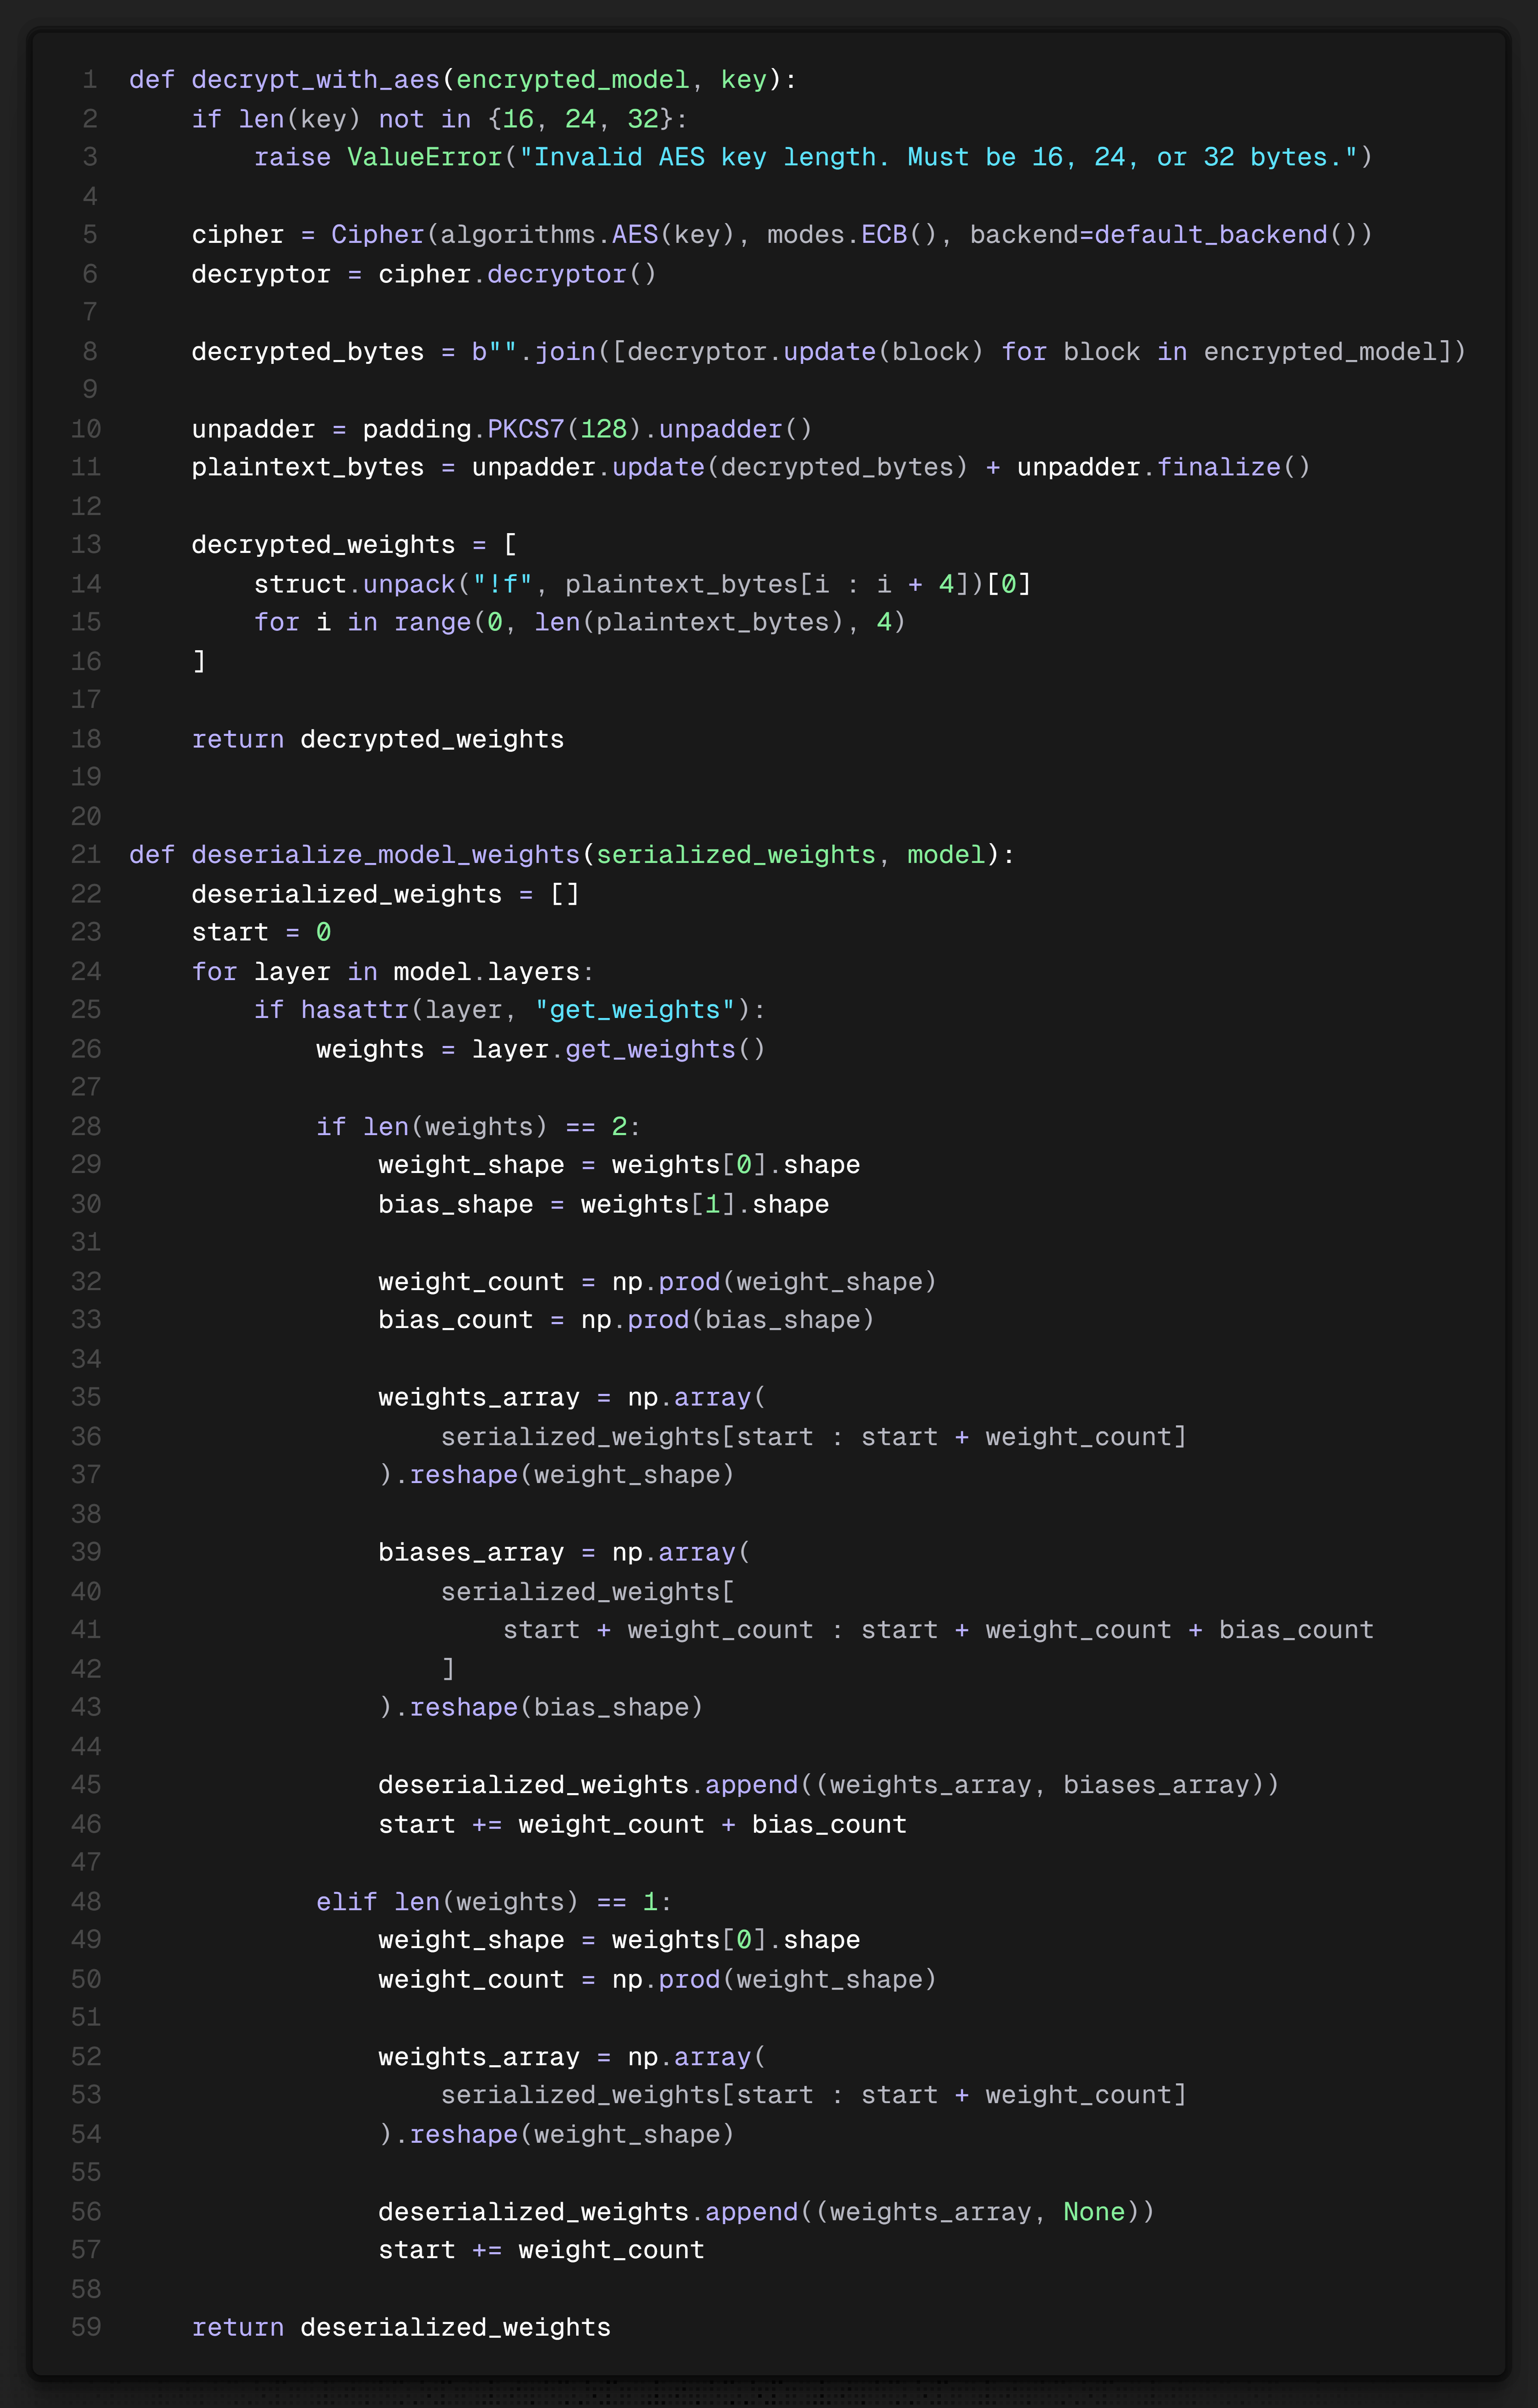 1 def decrypt_with_aes(encrypted_model, key):
2     if len(key) not in {16, 24, 32}:
3         raise ValueError("Invalid AES key length. Must be 16, 24, or 32 bytes.")
4
5     cipher = Cipher(algorithms.AES(key), modes.ECB(), backend=default_backend())
6     decryptor = cipher.decryptor()
7
8     decrypted_bytes = b"".join([decryptor.update(block) for block in encrypted_model])
9
10     unpadder = padding.PKCS7(128).unpadder()
11     plaintext_bytes = unpadder.update(decrypted_bytes) + unpadder.finalize()
12
13     decrypted_weights = [
14         struct.unpack("!f", plaintext_bytes[i : i + 4])[0]
15         for i in range(0, len(plaintext_bytes), 4)
16     ]
17
18     return decrypted_weights
19
20
21 def deserialize_model_weights(serialized_weights, model):
22     deserialized_weights = []
23     start = 0
24     for layer in model.layers:
25         if hasattr(layer, "get_weights"):
26             weights = layer.get_weights()
27
28             if len(weights) == 2:
29                 weight_shape = weights[0].shape
30                 bias_shape = weights[1].shape
31
32                 weight_count = np.prod(weight_shape)
33                 bias_count = np.prod(bias_shape)
34
35                 weights_array = np.array(
36                     serialized_weights[start : start + weight_count]
37                 ).reshape(weight_shape)
38
39                 biases_array = np.array(
40                     serialized_weights[
41                         start + weight_count : start + weight_count + bias_count
42                     ]
43                 ).reshape(bias_shape)
44
45                 deserialized_weights.append((weights_array, biases_array))
46                 start += weight_count + bias_count
47
48             elif len(weights) == 1:
49                 weight_shape = weights[0].shape
50                 weight_count = np.prod(weight_shape)
51
52                 weights_array = np.array(
53                     serialized_weights[start : start + weight_count]
54                 ).reshape(weight_shape)
55
56                 deserialized_weights.append((weights_array, None))
57                 start += weight_count
58
59     return deserialized_weights